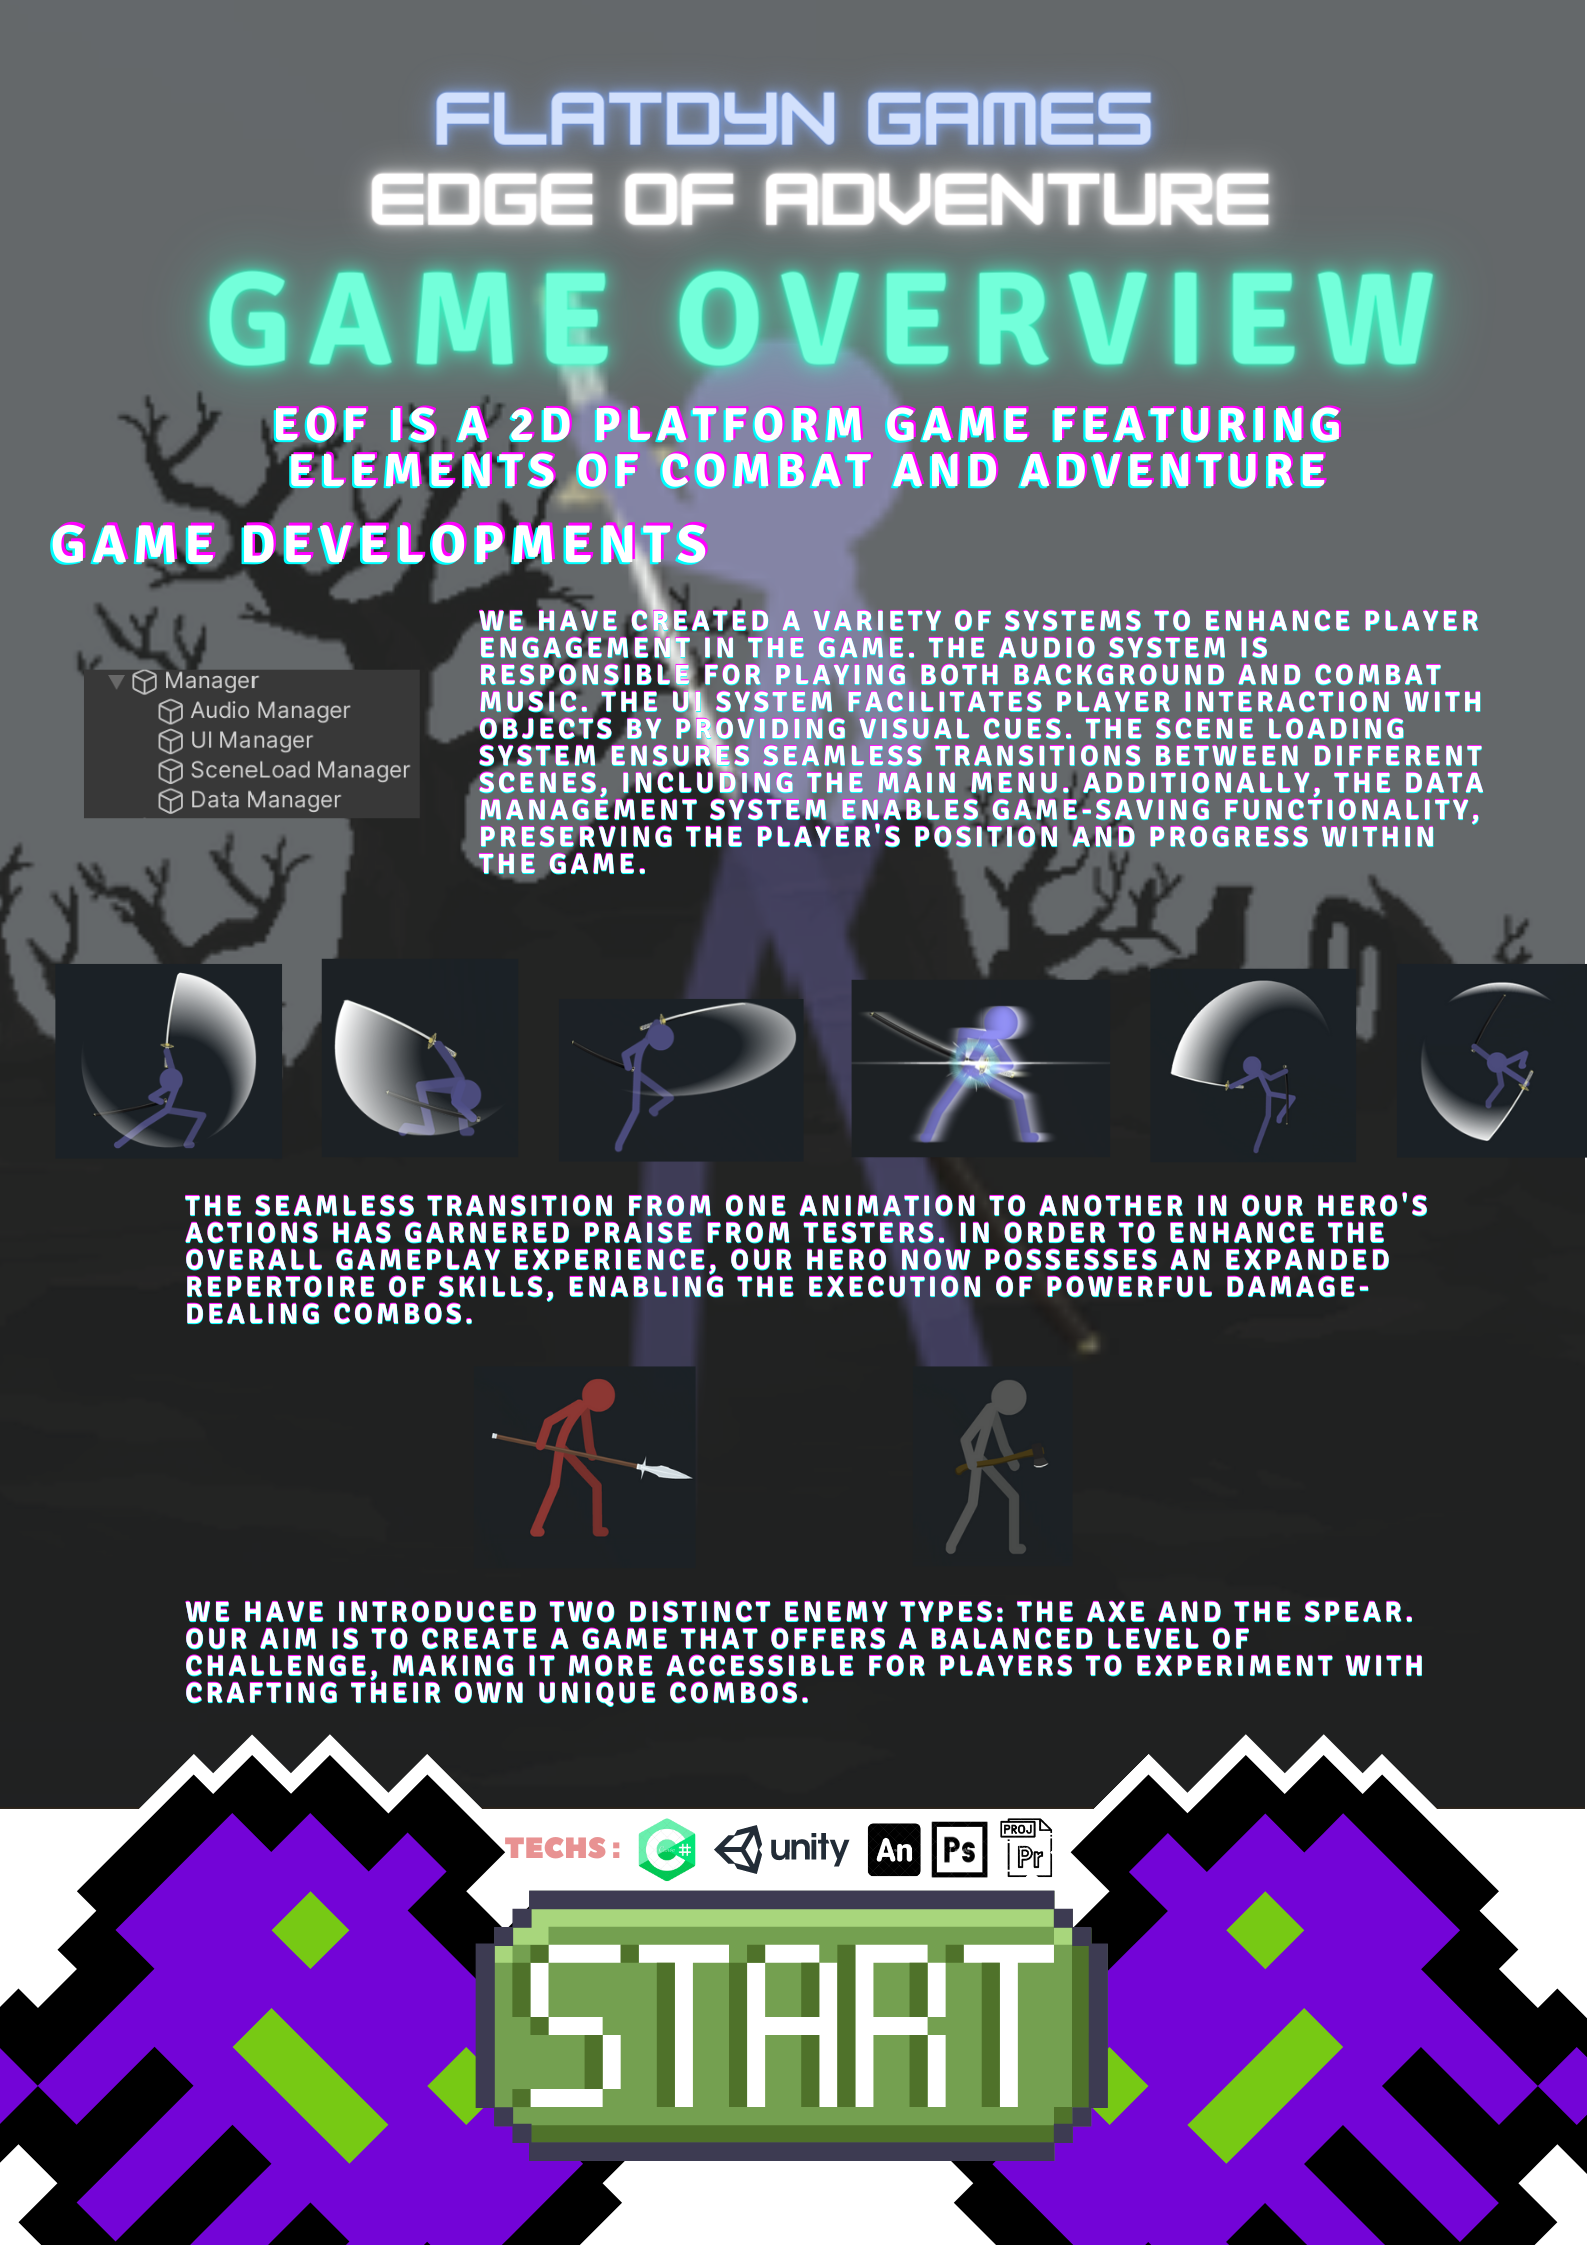 FLATDYN GAMES
EDGE OF ADVENTURE
GAME OVERVIEW
EOF IS A 2D PLATFORM GAME FEATURING
ELEMENTS OF COMBAT AND ADVENTURE
GAME DEVELOPMENTS
WE HAVE CREATED A VARIETY OF SYSTEMS TO ENHANCE PLAYER
ENGAGEMENT IN THE GAME. THE AUDIO SYSTEM IS
RESPONSIBLE FOR PLAYING BOTH BACKGROUND AND COMBAT
MUSIC. THE UI SYSTEM FACILITATES PLAYER INTERACTION WITH
OBJECTS BY PROVIDING VISUAL CUES. THE SCENE LOADING
SYSTEM ENSURES SEAMLESS TRANSITIONS BETWEEN DIFFERENT
SCENES, INCLUDING THE MAIN MENU. ADDITIONALLY, THE DATA
MANAGEMENT SYSTEM ENABLES GAME-SAVING FUNCTIONALITY,
PRESERVING THE PLAYER'S POSITION AND PROGRESS WITHIN
THE GAME.
Manager
Audio Manager
UI Manager
SceneLoad Manager
Data Manager
THE SEAMLESS TRANSITION FROM ONE ANIMATION TO ANOTHER IN OUR HERO'S
ACTIONS HAS GARNERED PRAISE FROM TESTERS. IN ORDER TO ENHANCE THE
OVERALL GAMEPLAY EXPERIENCE, OUR HERO NOW POSSESSES AN EXPANDED
REPERTOIRE OF SKILLS, ENABLING THE EXECUTION OF POWERFUL DAMAGE-
DEALING COMBOS.
WE HAVE INTRODUCED TWO DISTINCT ENEMY TYPES: THE AXE AND THE SPEAR.
OUR AIM IS TO CREATE A GAME THAT OFFERS A BALANCED LEVEL OF
CHALLENGE, MAKING IT MORE ACCESSIBLE FOR PLAYERS TO EXPERIMENT WITH
CRAFTING THEIR OWN UNIQUE COMBOS.
TECHS: C# unity An Ps PROJ Pr
START